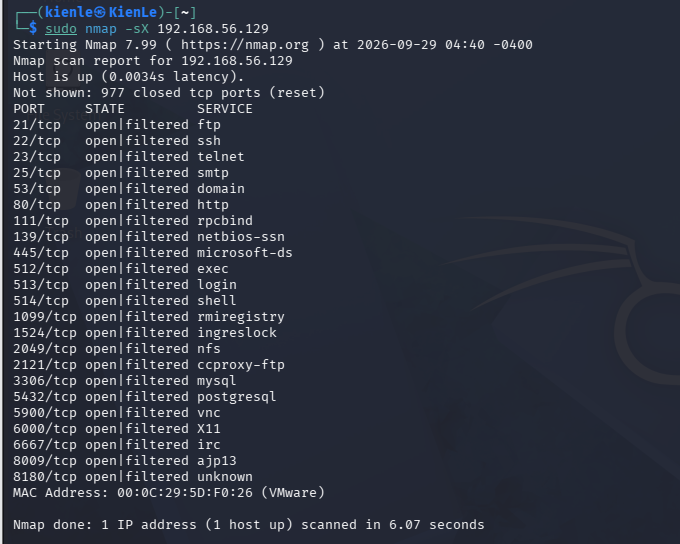 ┌──(kienle㉿KienLe)-[~]
└─$ sudo nmap -sX 192.168.56.129
Starting Nmap 7.99 ( https://nmap.org ) at 2026-09-29 04:40 -0400
Nmap scan report for 192.168.56.129
Host is up (0.0034s latency).
Not shown: 977 closed tcp ports (reset)
PORT     STATE         SERVICE
21/tcp   open|filtered ftp
22/tcp   open|filtered ssh
23/tcp   open|filtered telnet
25/tcp   open|filtered smtp
53/tcp   open|filtered domain
80/tcp   open|filtered http
111/tcp  open|filtered rpcbind
139/tcp  open|filtered netbios-ssn
445/tcp  open|filtered microsoft-ds
512/tcp  open|filtered exec
513/tcp  open|filtered login
514/tcp  open|filtered shell
1099/tcp open|filtered rmiregistry
1524/tcp open|filtered ingreslock
2049/tcp open|filtered nfs
2121/tcp open|filtered ccproxy-ftp
3306/tcp open|filtered mysql
5432/tcp open|filtered postgresql
5900/tcp open|filtered vnc
6000/tcp open|filtered X11
6667/tcp open|filtered irc
8009/tcp open|filtered ajp13
8180/tcp open|filtered unknown
MAC Address: 00:0C:29:5D:F0:26 (VMware)
Nmap done: 1 IP address (1 host up) scanned in 6.07 seconds